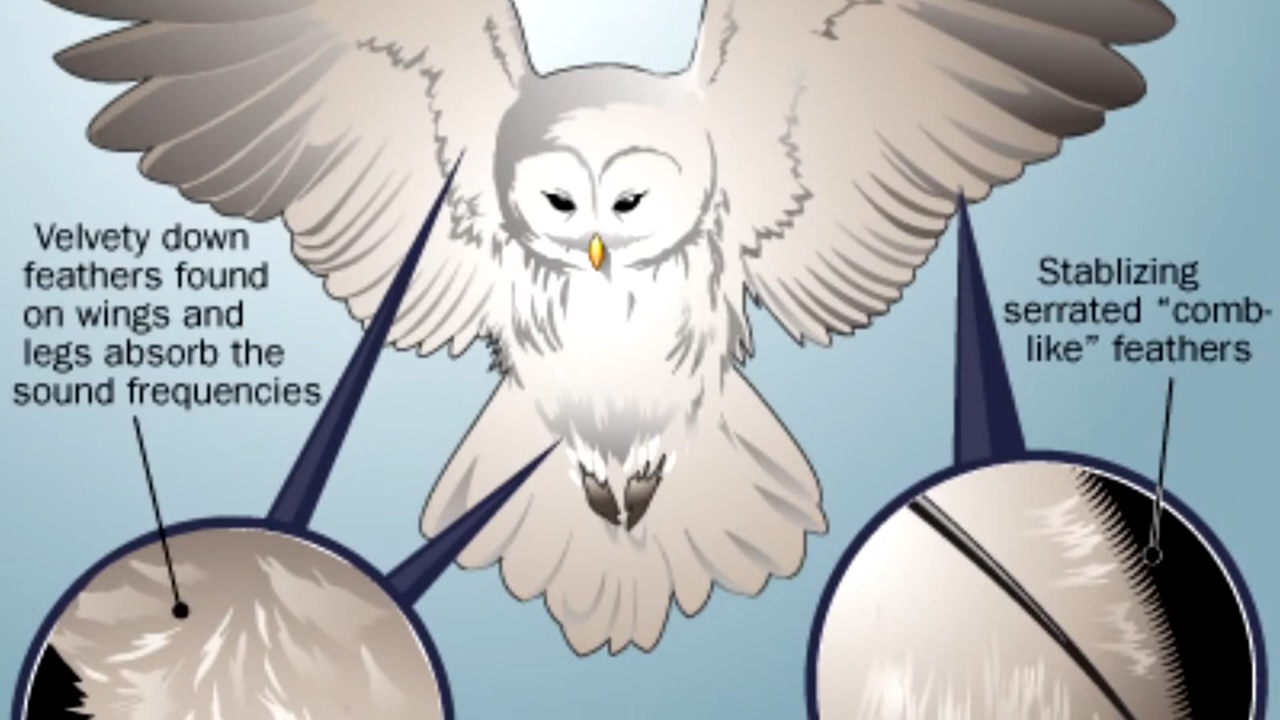 Velvety down
feathers found
on wings and
legs absorb the
sound frequencies
Stablizing
serrated “comb-
like” feathers